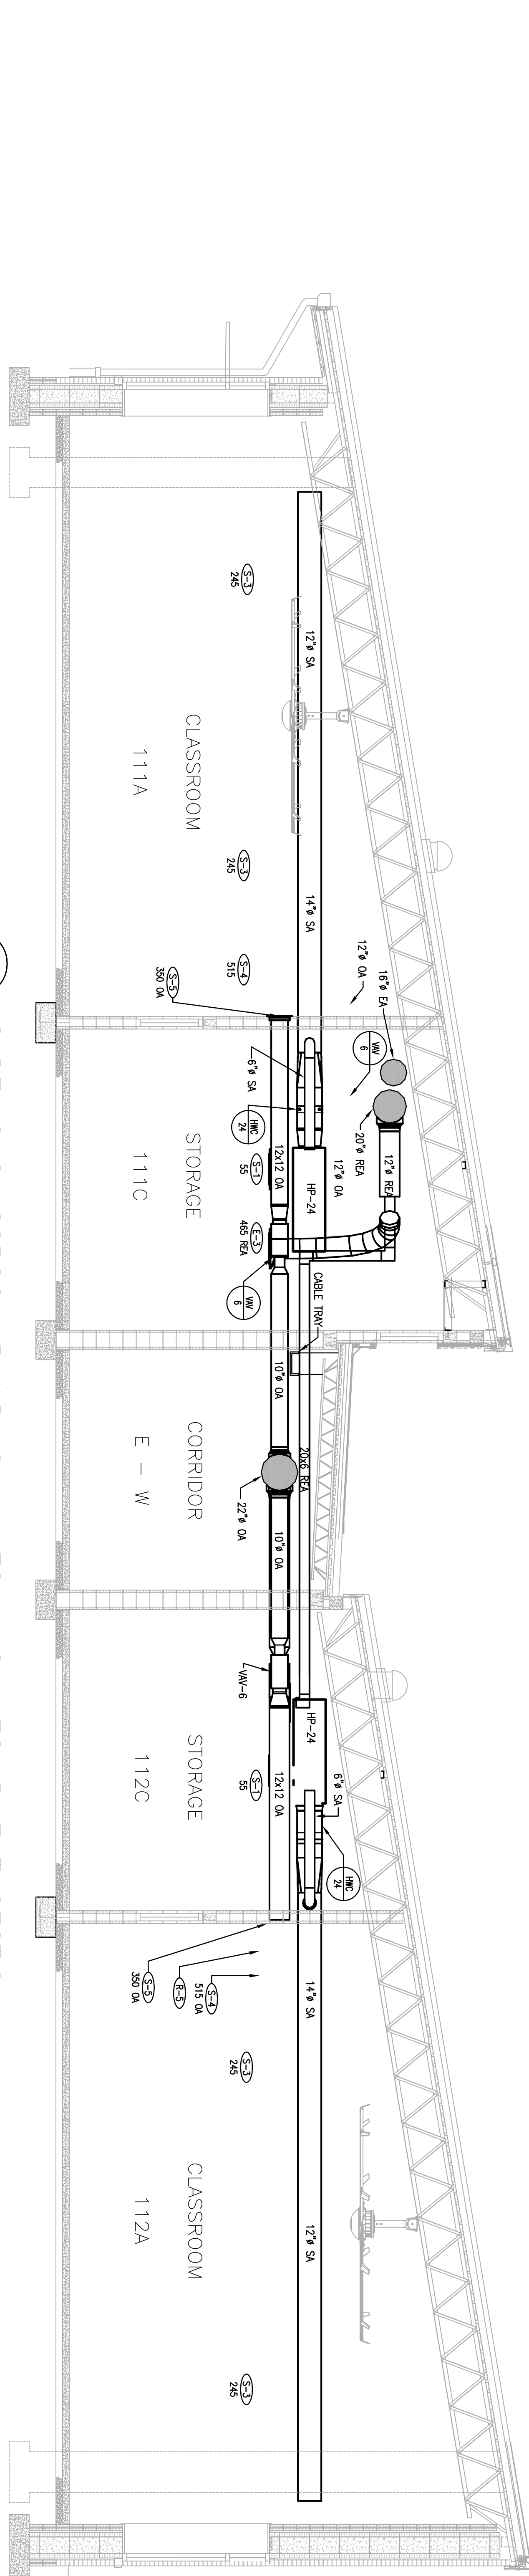 S-3
245
12"ø SA
CLASSROOM
111A
S-3
245
14"ø SA
S-4
515
S-5
350 OA
12"ø OA
16"ø EA
VAV
6
6"ø SA
HWC
24
20"ø REA
12"ø REA
12"ø OA
HP-24
12x12 OA
S-1
55
STORAGE
111C
E-3
465 REA
VAV
6
CABLE TRAY
10"ø OA
20x6 REA
CORRIDOR
E - W
22"ø OA
10"ø OA
VAV-6
HP-24
STORAGE
112C
12x12 OA
S-1
55
6"ø SA
HWC
24
S-5
350 OA
R-5
S-4
515 OA
14"ø SA
S-3
245
CLASSROOM
112A
12"ø SA
S-3
245